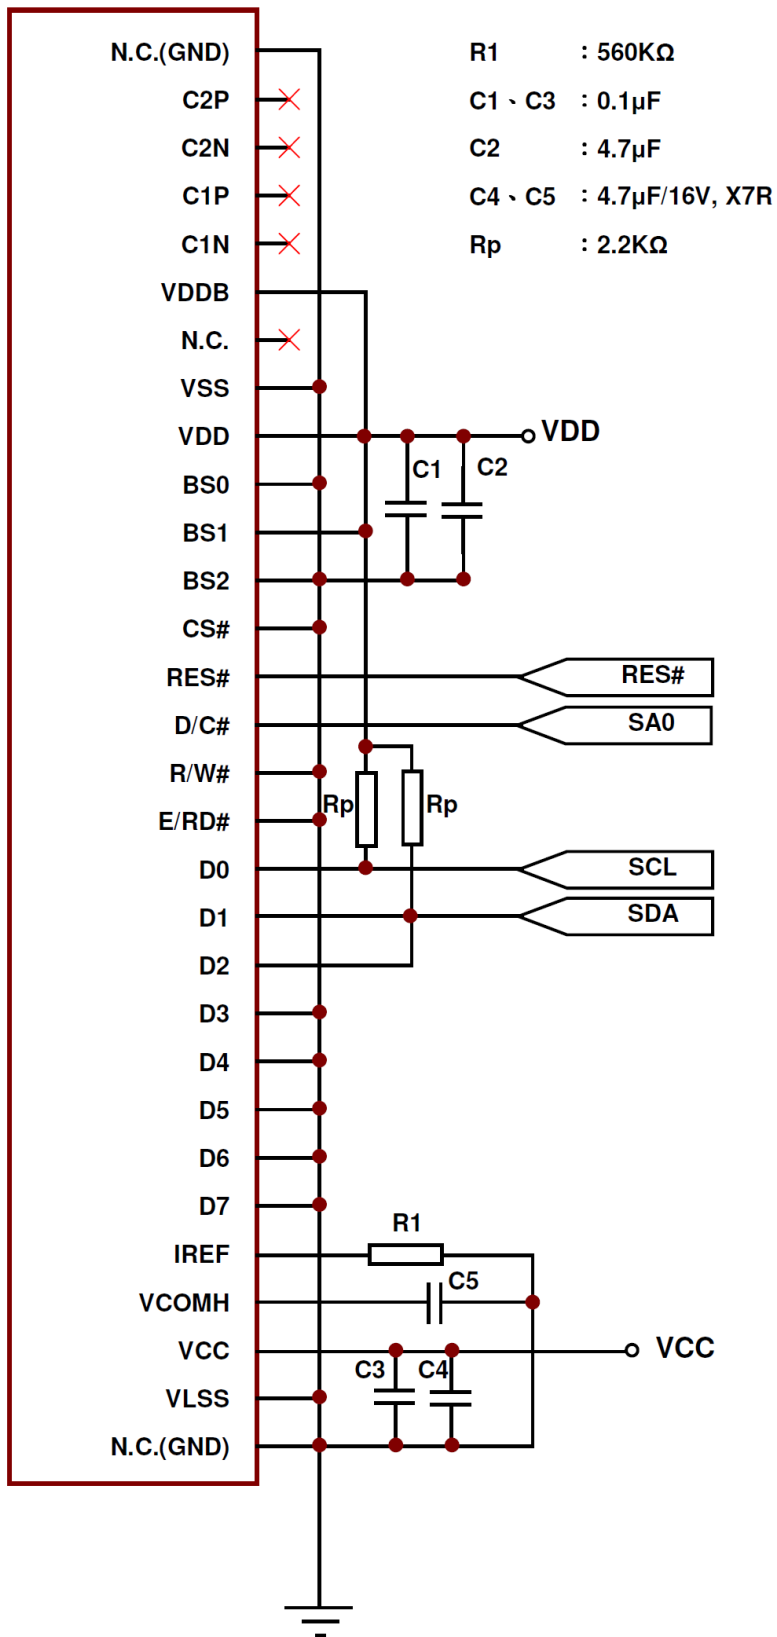 N.C.(GND)
R1 : 560KΩ
C2P
C1、C3 : 0.1µF
C2N
C2 : 4.7µF
C1P
C4、C5 : 4.7µF/16V, X7R
C1N
Rp : 2.2KΩ
VDDB
N.C.
VSS
VDD
VDD
C1
C2
BS0
BS1
BS2
CS#
RES#
RES#
D/C#
SA0
R/W#
Rp
Rp
E/RD#
D0
SCL
D1
SDA
D2
D3
D4
D5
D6
D7
R1
IREF
C5
VCOMH
VCC
VCC
C3
C4
VLSS
N.C.(GND)